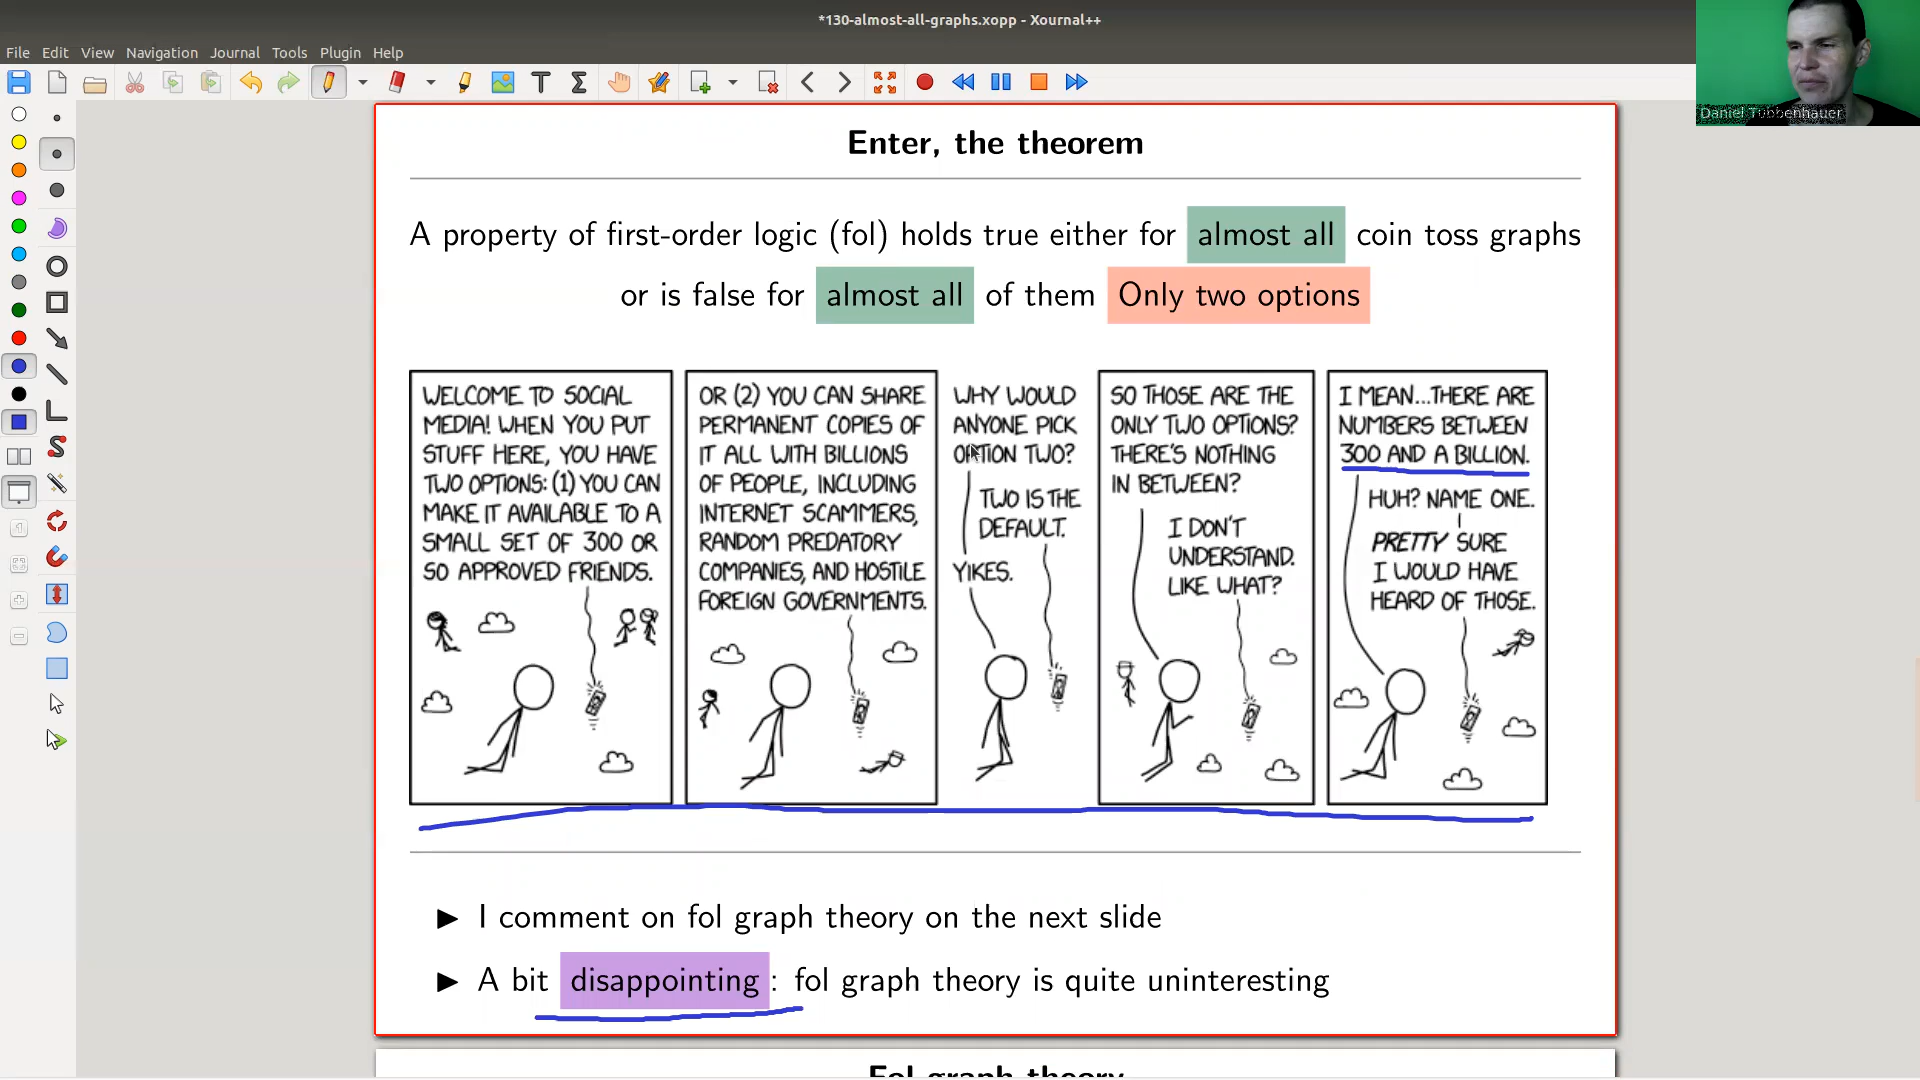 *130-almost-all-graphs.xopp - Xournal++
File Edit View Navigation Journal Tools Plugin Help
Daniel Tubbenhauer
Enter, the theorem
A property of first-order logic (fol) holds true either for almost all coin toss graphs
or is false for almost all of them Only two options
WELCOME TO SOCIAL
MEDIA! WHEN YOU PUT
STUFF HERE, YOU HAVE
TWO OPTIONS: (1) YOU CAN
MAKE IT AVAILABLE TO A
SMALL SET OF 300 OR
SO APPROVED FRIENDS.
OR (2) YOU CAN SHARE
PERMANENT COPIES OF
IT ALL WITH BILLIONS
OF PEOPLE, INCLUDING
INTERNET SCAMMERS,
RANDOM PREDATORY
COMPANIES, AND HOSTILE
FOREIGN GOVERNMENTS.
WHY WOULD
ANYONE PICK
OPTION TWO?
TWO IS THE
DEFAULT.
YIKES.
SO THOSE ARE THE
ONLY TWO OPTIONS?
THERE'S NOTHING
IN BETWEEN?
I DON'T
UNDERSTAND.
LIKE WHAT?
I MEAN...THERE ARE
NUMBERS BETWEEN
300 AND A BILLION.
HUH? NAME ONE.
PRETTY SURE
I WOULD HAVE
HEARD OF THOSE.
▶ I comment on fol graph theory on the next slide
▶ A bit disappointing : fol graph theory is quite uninteresting
Fol graph theory